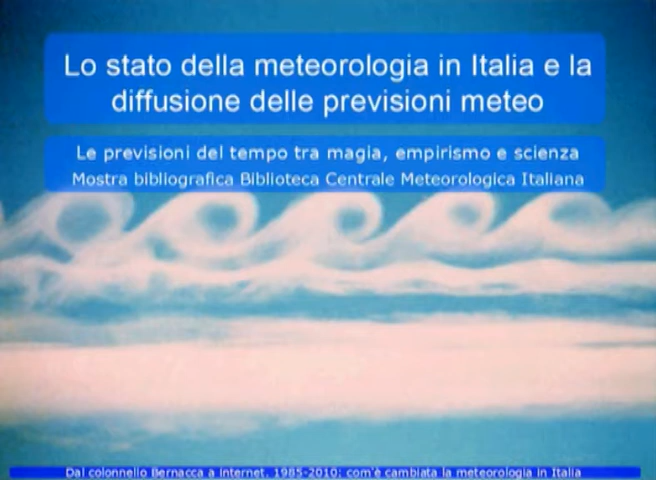 Lo stato della meteorologia in Italia e la
diffusione delle previsioni meteo
Le previsioni del tempo tra magia, empirismo e scienza
Mostra bibliografica Biblioteca Centrale Meteorologica Italiana
Dal colonnello Bernacca a Internet. 1985-2010: com'è cambiata la meteorologia in Italia